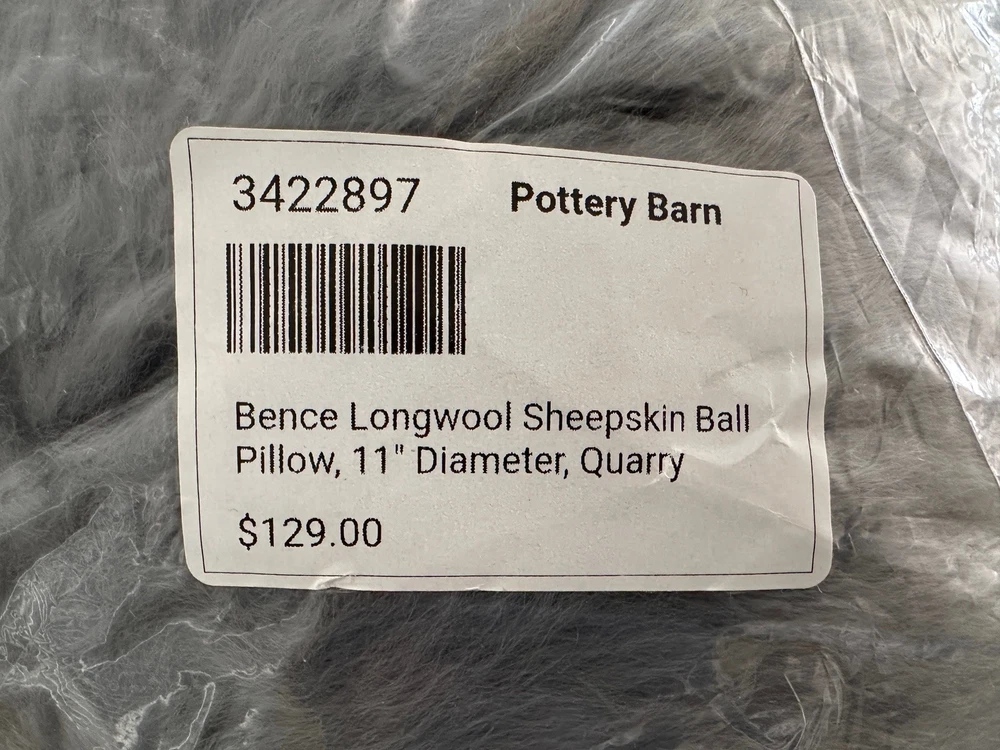 3422897 Pottery Barn
Bence Longwool Sheepskin Ball
Pillow, 11" Diameter, Quarry
$129.00